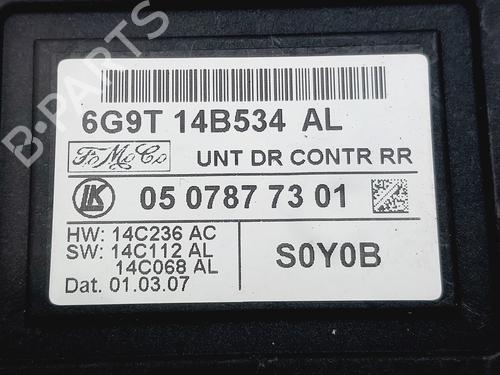 B-PARTS
6G9T 14B534 AL
FoMoCo
UNT DR CONTR RR
LK
05 0787 73 01
HW: 14C236 AC
SW: 14C112 AL
14C068 AL
Dat. 01.03.07
S0Y0B